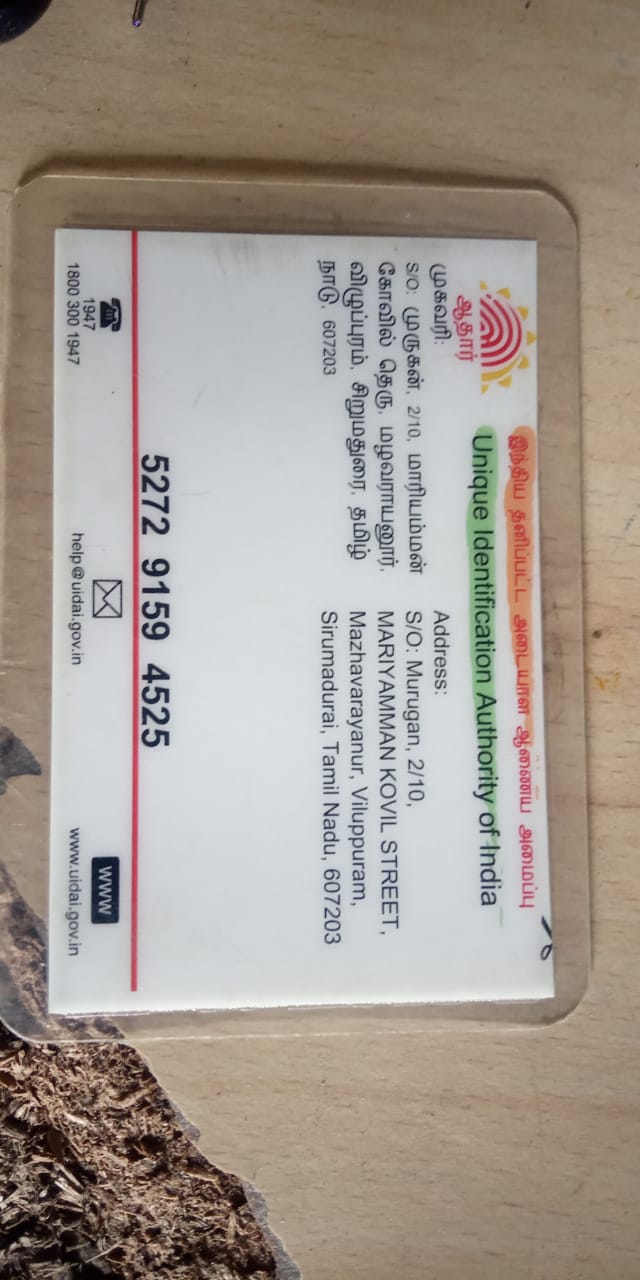 இந்திய தனிப்பட்ட அடையாள ஆணைய அமைப்பு
Unique Identification Authority of India
ஆதார்
முகவரி:
S/O: முருகன், 2/10, மாரியம்மன்
கோவில் தெரு, மழவராயனூர்,
விழுப்புரம், சிறுமதுரை, தமிழ்
நாடு, 607203
Address:
S/O: Murugan, 2/10,
MARIYAMMAN KOVIL STREET,
Mazhavarayanur, Viluppuram,
Sirumadurai, Tamil Nadu, 607203
5272 9159 4525
1947
1800 300 1947
help@uidai.gov.in
www
www.uidai.gov.in